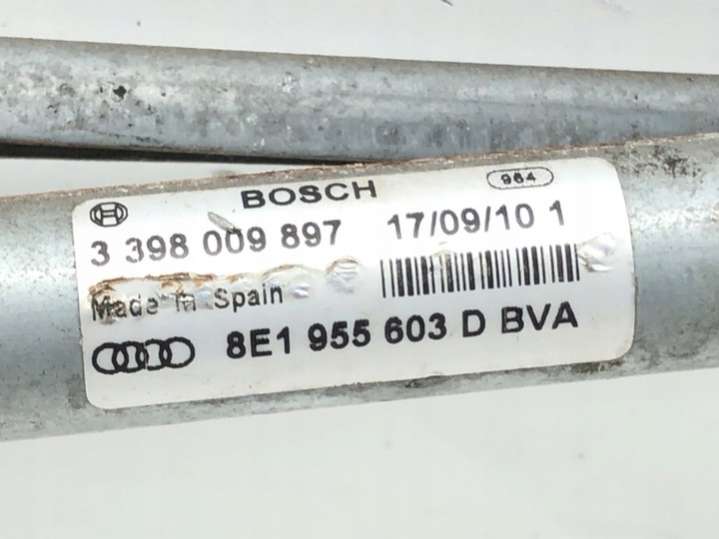 BOSCH 984
3 398 009 897 17/09/10 1
Made in Spain
8E1 955 603 D BVA